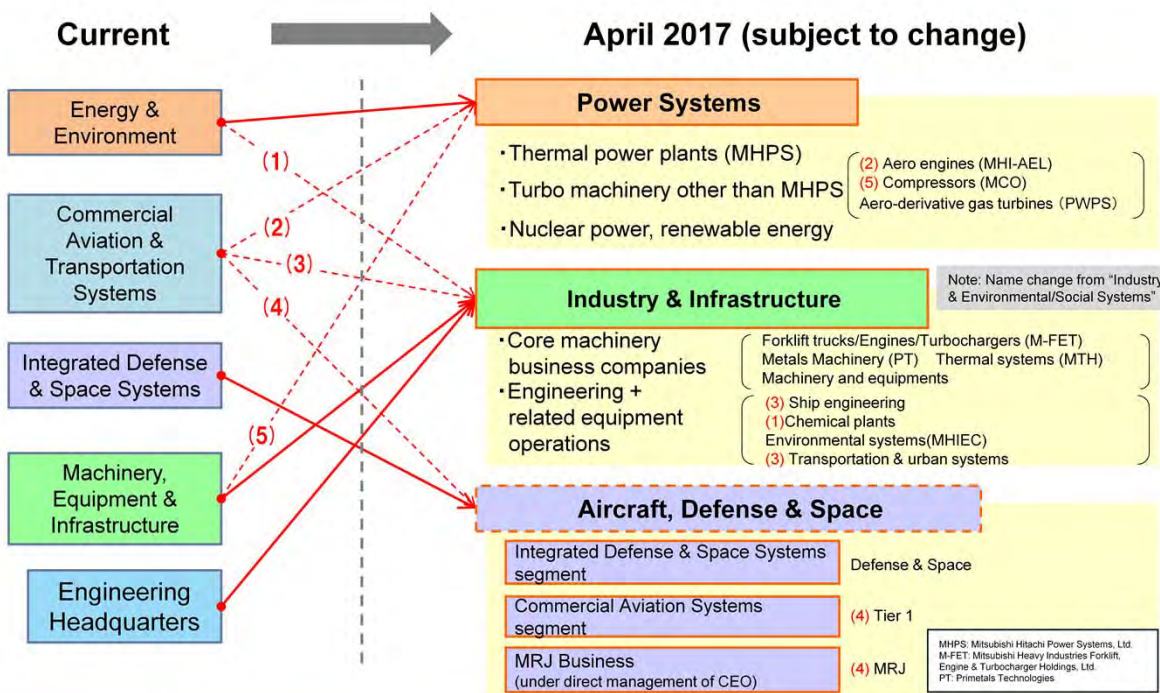 Current
April 2017 (subject to change)
Energy &
Environment
Commercial
Aviation &
Transportation
Systems
Integrated Defense
& Space Systems
Machinery,
Equipment &
Infrastructure
Engineering
Headquarters
(1)
(2)
(3)
(4)
(5)
Power Systems
・Thermal power plants (MHPS)
・Turbo machinery other than MHPS
・Nuclear power, renewable energy
(2) Aero engines (MHI-AEL)
(5) Compressors (MCO)
Aero-derivative gas turbines (PWPS)
Industry & Infrastructure
Note: Name change from “Industry
& Environmental/Social Systems”
・Core machinery
business companies
・Engineering +
related equipment
operations
Forklift trucks/Engines/Turbochargers (M-FET)
Metals Machinery (PT) Thermal systems (MTH)
Machinery and equipments
(3) Ship engineering
(1)Chemical plants
Environmental systems(MHIEC)
(3) Transportation & urban systems
Aircraft, Defense & Space
Integrated Defense & Space Systems
segment
Defense & Space
Commercial Aviation Systems
segment
(4) Tier 1
MRJ Business
(under direct management of CEO)
(4) MRJ
MHPS: Mitsubishi Hitachi Power Systems, Ltd.
M-FET: Mitsubishi Heavy Industries Forklift,
Engine & Turbocharger Holdings, Ltd.
PT: Primetals Technologies